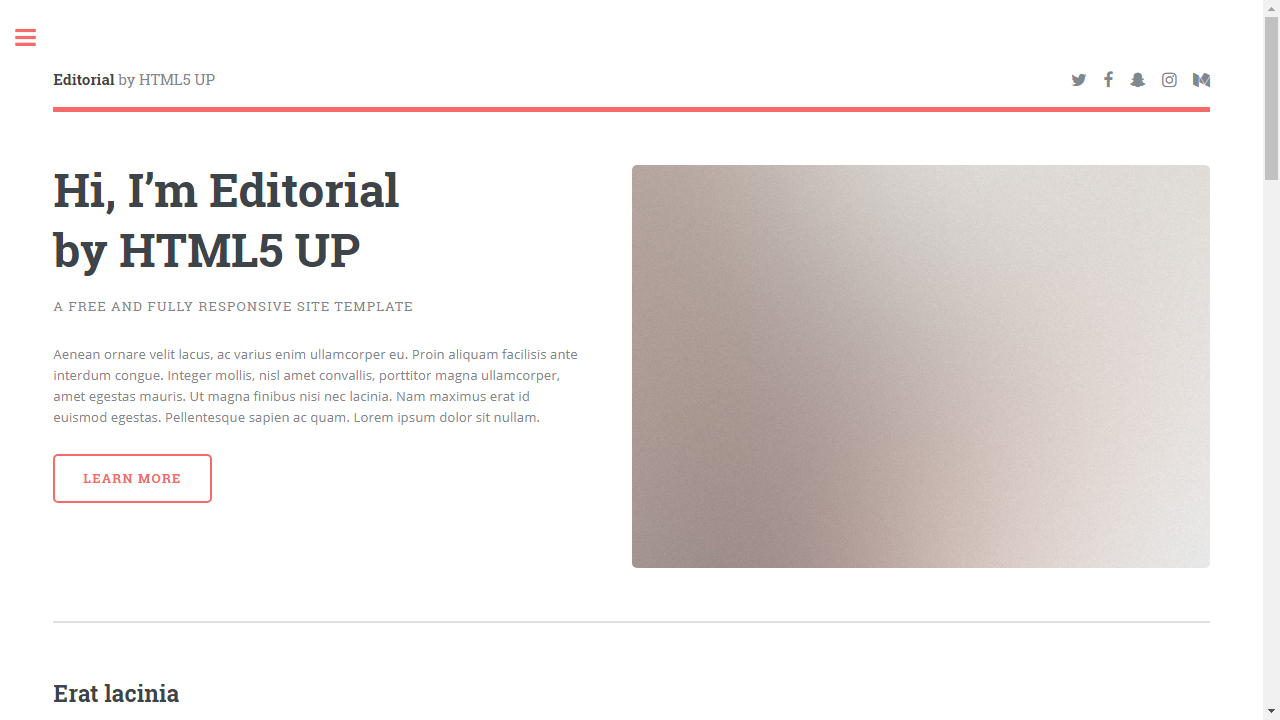 Editorial by HTML5 UP
Hi, I’m Editorial
by HTML5 UP
A FREE AND FULLY RESPONSIVE SITE TEMPLATE
Aenean ornare velit lacus, ac varius enim ullamcorper eu. Proin aliquam facilisis ante
interdum congue. Integer mollis, nisl amet convallis, porttitor magna ullamcorper,
amet egestas mauris. Ut magna finibus nisi nec lacinia. Nam maximus erat id
euismod egestas. Pellentesque sapien ac quam. Lorem ipsum dolor sit nullam.
LEARN MORE
Erat lacinia